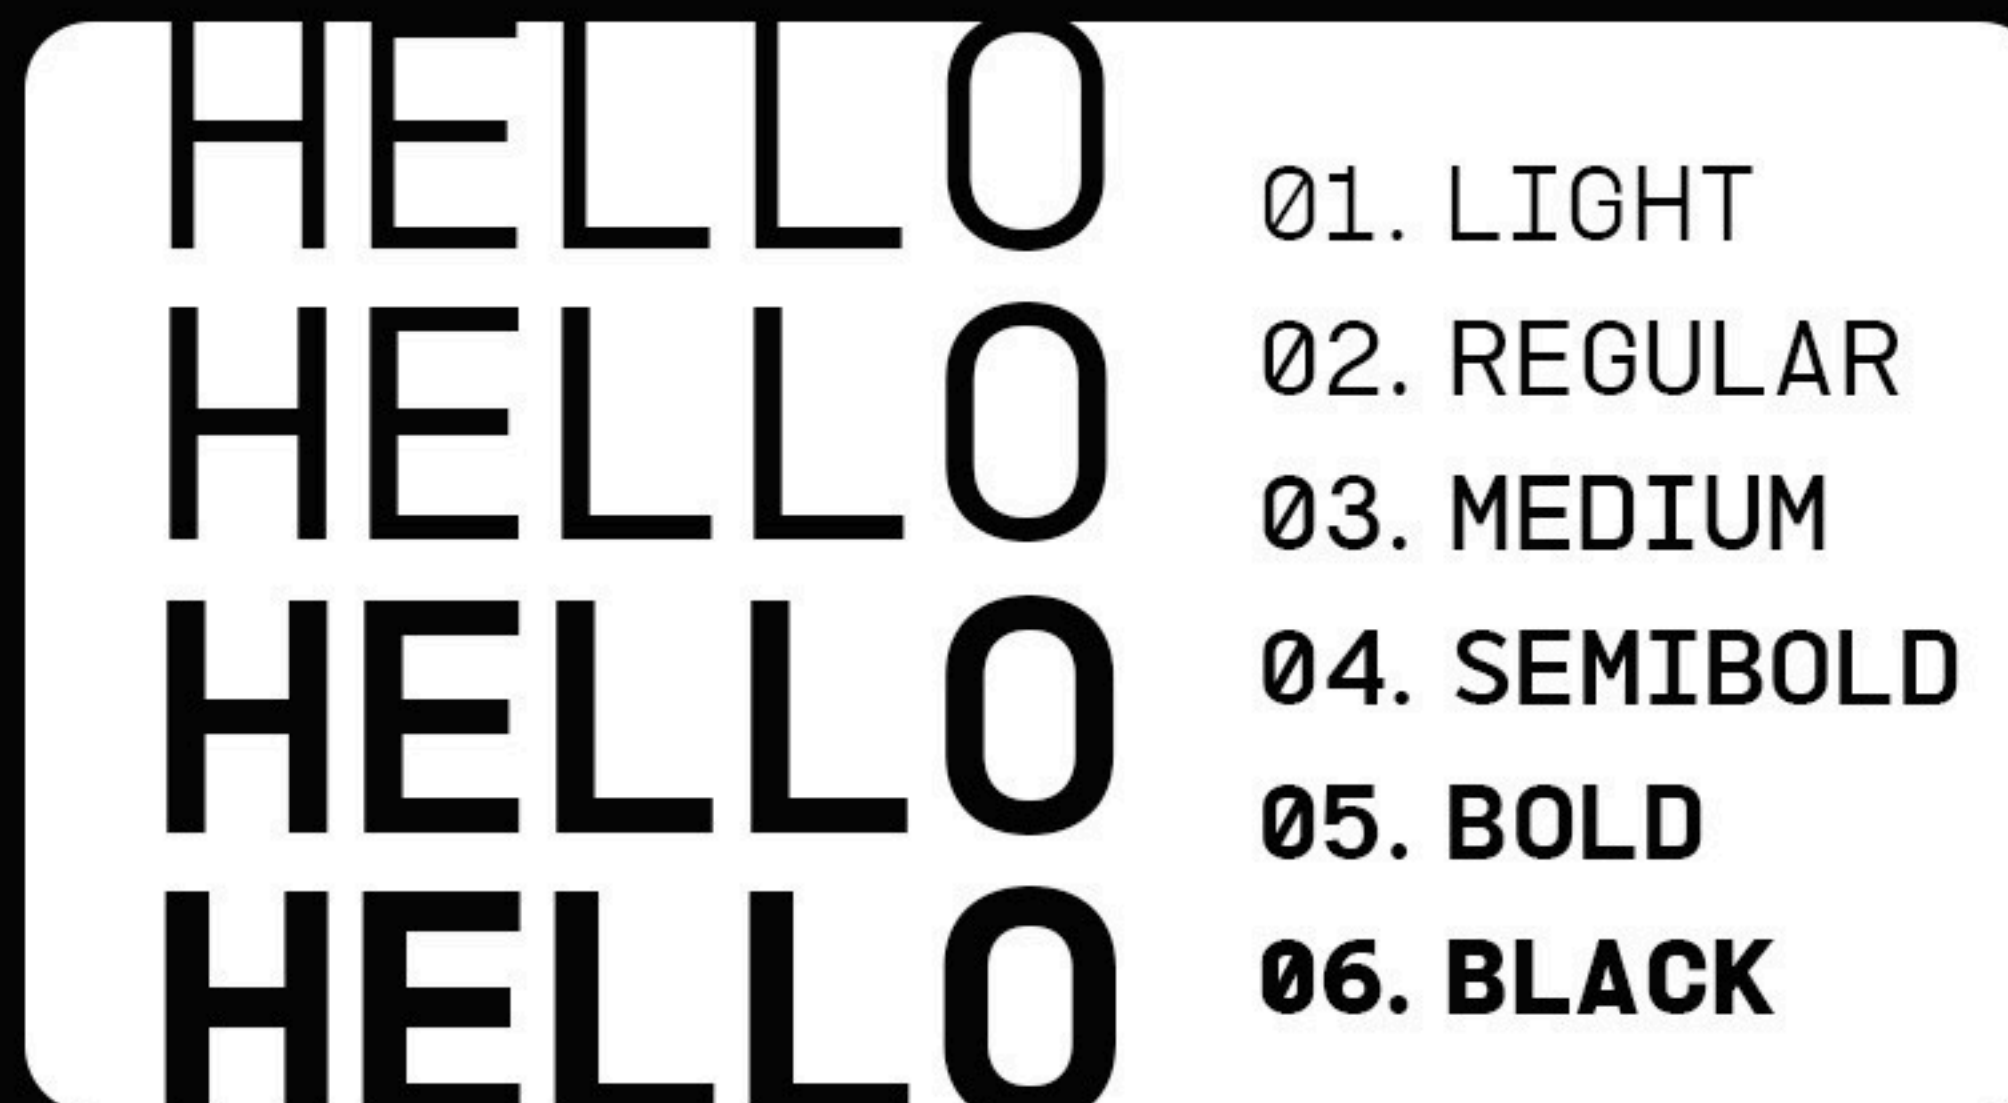 HELLO
HELLO
HELLO
HELLO
01. LIGHT
02. REGULAR
03. MEDIUM
04. SEMIBOLD
05. BOLD
06. BLACK